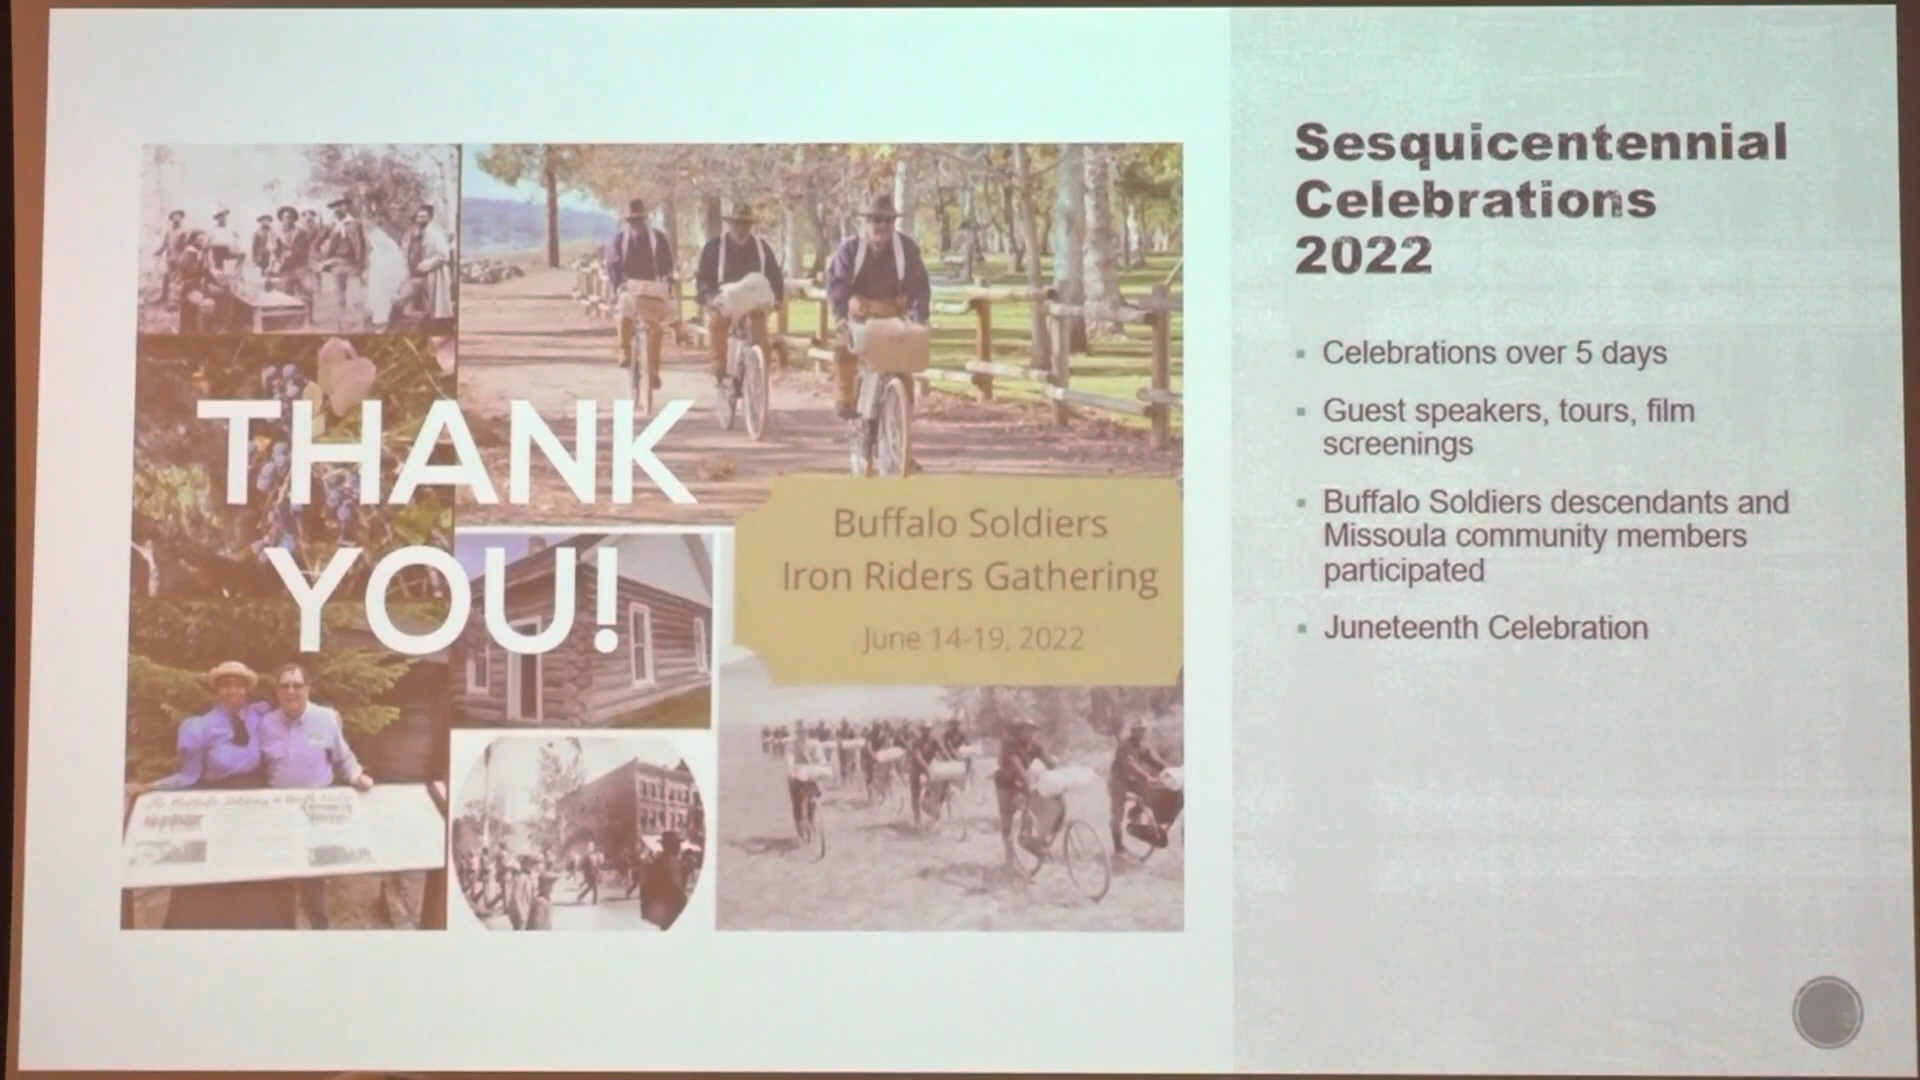 THANK
YOU!
Buffalo Soldiers
Iron Riders Gathering
June 14-19, 2022
Sesquicentennial
Celebrations
2022
Celebrations over 5 days
Guest speakers, tours, film
screenings
Buffalo Soldiers descendants and
Missoula community members
participated
Juneteenth Celebration